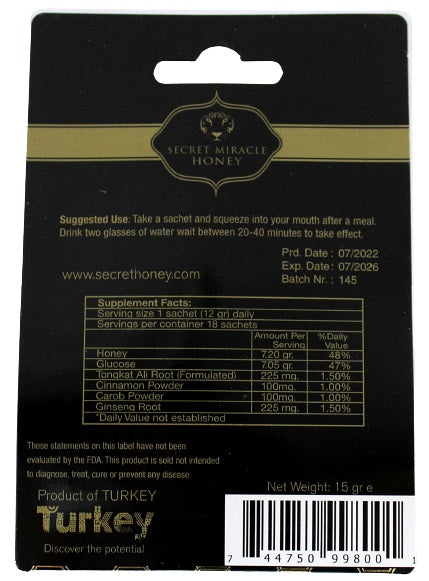 SECRET MIRACLE
HONEY
Suggested Use: Take a sachet and squeeze into your mouth after a meal.
Drink two glasses of water wait between 20-40 minutes to take effect.
Prd. Date : 07/2022
www.secrethoney.com Exp. Date: 07/2026
Batch Nr. : 145
Supplement Facts:
Serving size 1 sachet (12 gr) daily
Servings per container 18 sachets
Amount Per Serving %Daily Value
Honey 7.20 gr. 48%
Glucose 7.05 gr. 47%
Tongkat Ali Root (Formulated) 225 mg. 1.50%
Cinnamon Powder 100mg. 1.00%
Carob Powder 100mg. 1.00%
Ginseng Root 225 mg. 1.50%
*Daily Value not established
These statements on this label have not been
evaluated by the FDA. This product is sold not intended
to diagnose, treat, cure or prevent any disease
Net Weight: 15 gr e
Product of TURKEY
Turkey
Discover the potential
7 44750 99800 1